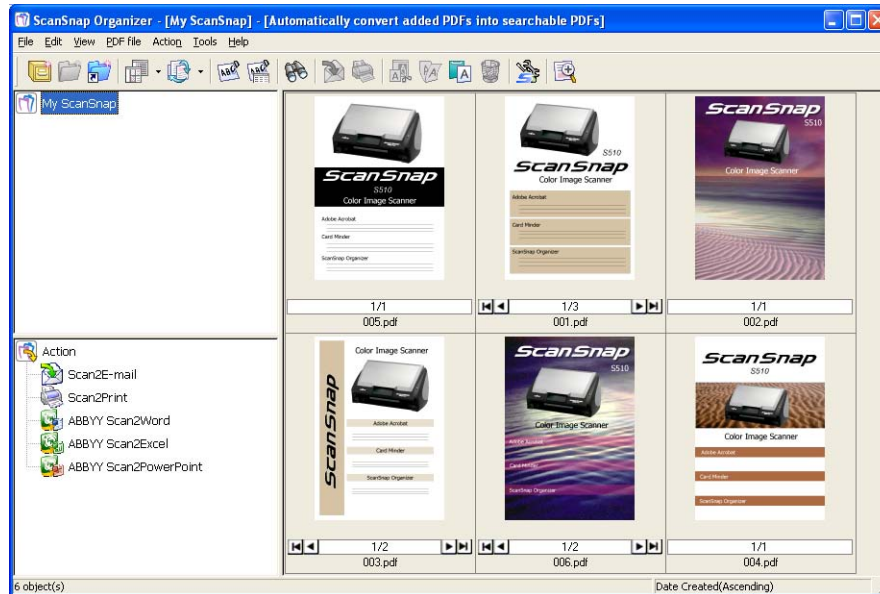 ScanSnap Organizer - [My ScanSnap] - [Automatically convert added PDFs into searchable PDFs]
File Edit View PDF file Action Tools Help
My ScanSnap
ScanSnap
S510
Color Image Scanner
Adobe Acrobat
Card Minder
ScanSnap Organizer
1/1
005.pdf
S510
ScanSnap
Color Image Scanner
Adobe Acrobat
Card Minder
ScanSnap Organizer
1/3
001.pdf
ScanSnap
S510
Color Image Scanner
1/1
002.pdf
Action
Scan2E-mail
Scan2Print
ABBYY Scan2Word
ABBYY Scan2Excel
ABBYY Scan2PowerPoint
Color Image Scanner
ScanSnap
Adobe Acrobat
Card Minder
ScanSnap Organizer
1/2
003.pdf
ScanSnap
S510
Color Image Scanner
Adobe Acrobat
Card Minder
ScanSnap Organizer
1/2
006.pdf
ScanSnap
S510
Color Image Scanner
Adobe Acrobat
Card Minder
ScanSnap Organizer
1/1
004.pdf
6 object(s)
Date Created(Ascending)